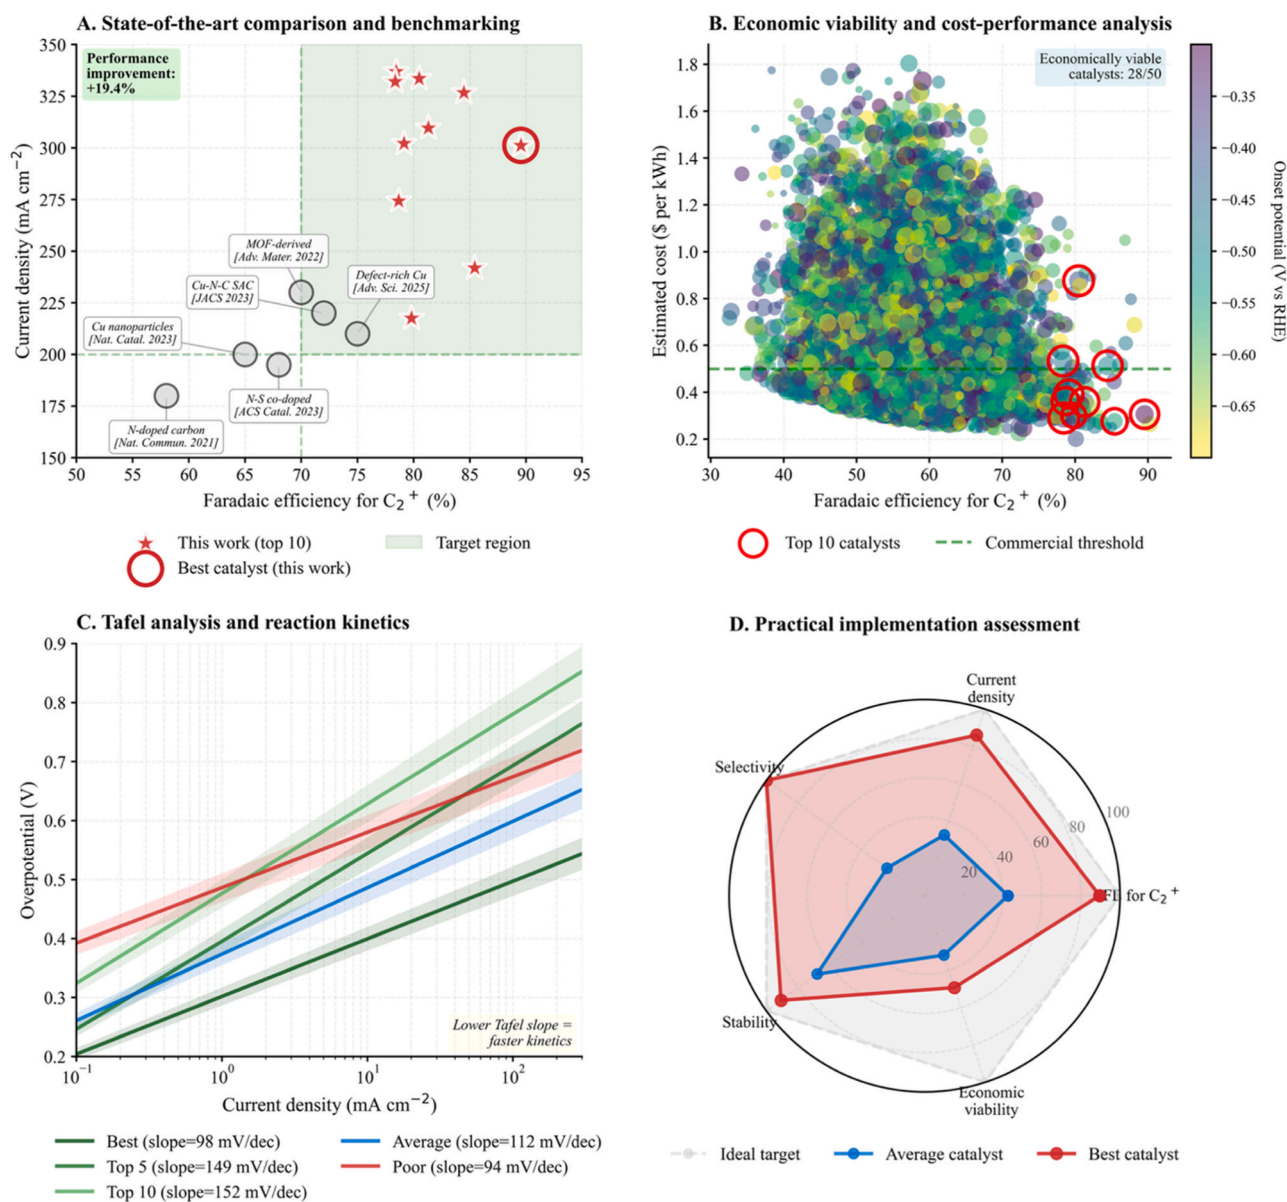 A. State-of-the-art comparison and benchmarking
Performance
improvement:
+19.4%
350
325
300
275
250
225
200
175
150
Current density (mA cm⁻²)
MOF-derived
[Adv. Mater. 2022]
Cu-N-C SAC
[JACS 2023]
Defect-rich Cu
[Adv. Sci. 2025]
Cu nanoparticles
[Nat. Catal. 2023]
N-S co-doped
[ACS Catal. 2023]
N-doped carbon
[Nat. Commun. 2021]
50 55 60 65 70 75 80 85 90 95
Faradaic efficiency for C₂⁺ (%)
This work (top 10)
Target region
Best catalyst (this work)
B. Economic viability and cost-performance analysis
Economically viable
catalysts: 28/50
1.8
1.6
1.4
1.2
1.0
0.8
0.6
0.4
0.2
Estimated cost ($ per kWh)
30 40 50 60 70 80 90
Faradaic efficiency for C₂⁺ (%)
−0.35
−0.40
−0.45
−0.50
−0.55
−0.60
−0.65
Onset potential (V vs RHE)
Top 10 catalysts
Commercial threshold
C. Tafel analysis and reaction kinetics
0.9
0.8
0.7
0.6
0.5
0.4
0.3
0.2
Overpotential (V)
Lower Tafel slope =
faster kinetics
10⁻¹ 10⁰ 10¹ 10²
Current density (mA cm⁻²)
Best (slope=98 mV/dec)
Average (slope=112 mV/dec)
Top 5 (slope=149 mV/dec)
Poor (slope=94 mV/dec)
Top 10 (slope=152 mV/dec)
D. Practical implementation assessment
Current
density
Selectivity
100
80
60
40
20
FE for C₂⁺
Stability
Economic
viability
Ideal target
Average catalyst
Best catalyst